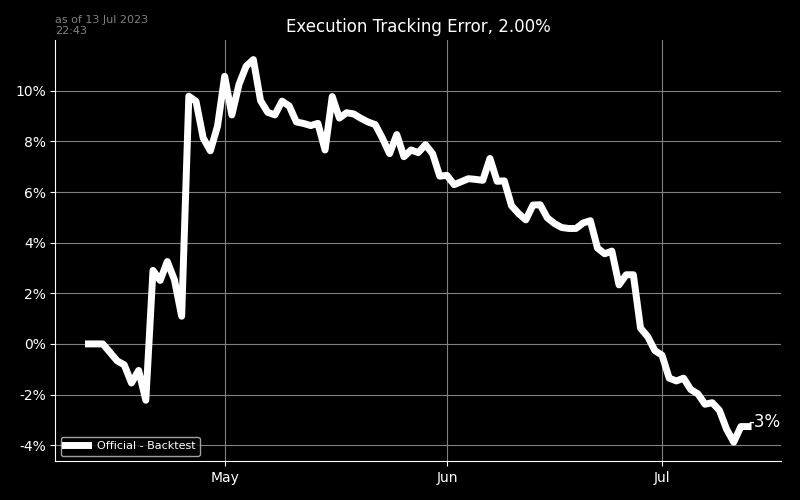 as of 13 Jul 2023
22:43
Execution Tracking Error, 2.00%
10%
8%
6%
4%
2%
0%
-2%
-4%
-3%
Official - Backtest
May
Jun
Jul